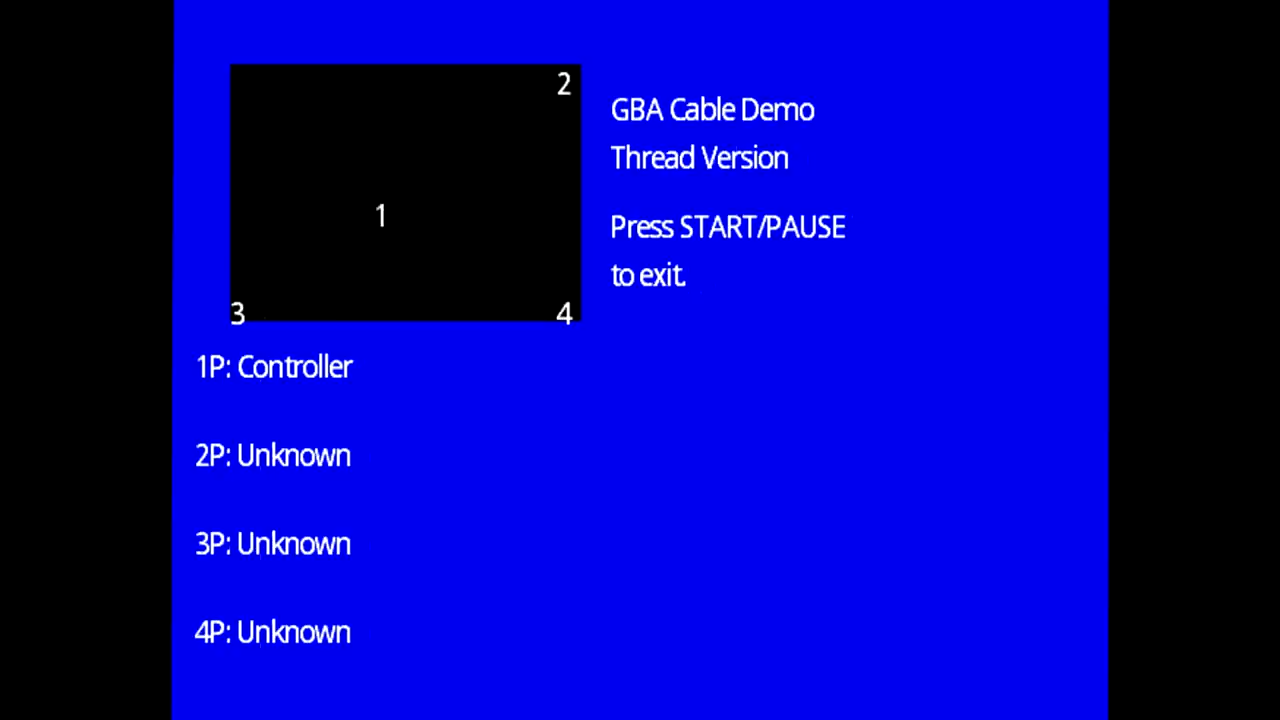 2
GBA Cable Demo
Thread Version
1
Press START/PAUSE
to exit.
3 4
1P: Controller
2P: Unknown
3P: Unknown
4P: Unknown